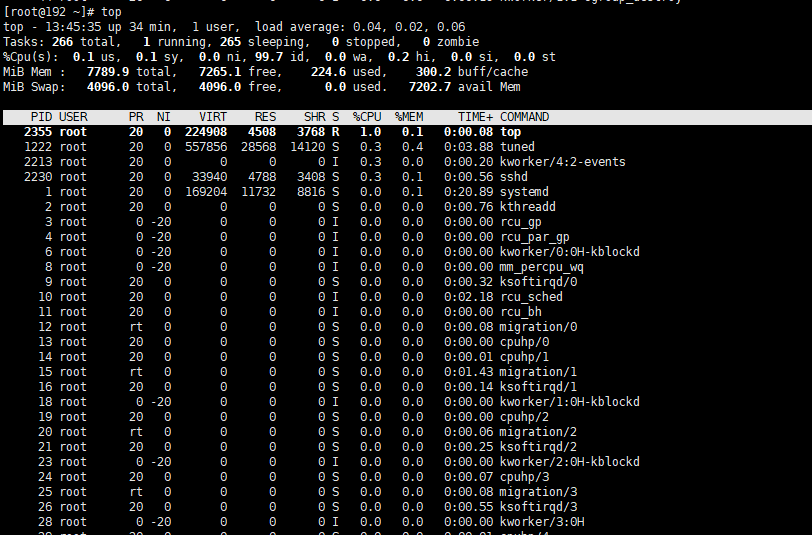 [root@192 ~]# top
top - 13:45:35 up 34 min,  1 user,  load average: 0.04, 0.02, 0.06
Tasks: 266 total,   1 running, 265 sleeping,   0 stopped,   0 zombie
%Cpu(s):  0.1 us,  0.1 sy,  0.0 ni, 99.7 id,  0.0 wa,  0.2 hi,  0.0 si,  0.0 st
MiB Mem :   7789.9 total,   7265.1 free,    224.6 used,    300.2 buff/cache
MiB Swap:   4096.0 total,   4096.0 free,      0.0 used.   7202.7 avail Mem
PID USER      PR  NI    VIRT    RES    SHR S  %CPU  %MEM     TIME+ COMMAND
2355 root      20   0  224908   4508   3768 R   1.0   0.1   0:00.08 top
1222 root      20   0  557856  28568  14120 S   0.3   0.4   0:03.88 tuned
2213 root      20   0       0      0      0 I   0.3   0.0   0:00.20 kworker/4:2-events
2230 root      20   0   33940   4788   3408 S   0.3   0.1   0:00.56 sshd
1 root      20   0  169204  11732   8816 S   0.0   0.1   0:20.89 systemd
2 root      20   0       0      0      0 S   0.0   0.0   0:00.76 kthreadd
3 root       0 -20       0      0      0 I   0.0   0.0   0:00.00 rcu_gp
4 root       0 -20       0      0      0 I   0.0   0.0   0:00.00 rcu_par_gp
6 root       0 -20       0      0      0 I   0.0   0.0   0:00.00 kworker/0:0H-kblockd
8 root       0 -20       0      0      0 I   0.0   0.0   0:00.00 mm_percpu_wq
9 root      20   0       0      0      0 S   0.0   0.0   0:00.32 ksoftirqd/0
10 root      20   0       0      0      0 I   0.0   0.0   0:02.18 rcu_sched
11 root      20   0       0      0      0 I   0.0   0.0   0:00.00 rcu_bh
12 root      rt   0       0      0      0 S   0.0   0.0   0:00.08 migration/0
13 root      20   0       0      0      0 S   0.0   0.0   0:00.00 cpuhp/0
14 root      20   0       0      0      0 S   0.0   0.0   0:00.01 cpuhp/1
15 root      rt   0       0      0      0 S   0.0   0.0   0:01.43 migration/1
16 root      20   0       0      0      0 S   0.0   0.0   0:00.14 ksoftirqd/1
18 root       0 -20       0      0      0 I   0.0   0.0   0:00.00 kworker/1:0H-kblockd
19 root      20   0       0      0      0 S   0.0   0.0   0:00.00 cpuhp/2
20 root      rt   0       0      0      0 S   0.0   0.0   0:00.06 migration/2
21 root      20   0       0      0      0 S   0.0   0.0   0:00.25 ksoftirqd/2
23 root       0 -20       0      0      0 I   0.0   0.0   0:00.00 kworker/2:0H-kblockd
24 root      20   0       0      0      0 S   0.0   0.0   0:00.07 cpuhp/3
25 root      rt   0       0      0      0 S   0.0   0.0   0:00.08 migration/3
26 root      20   0       0      0      0 S   0.0   0.0   0:00.55 ksoftirqd/3
28 root       0 -20       0      0      0 I   0.0   0.0   0:00.00 kworker/3:0H